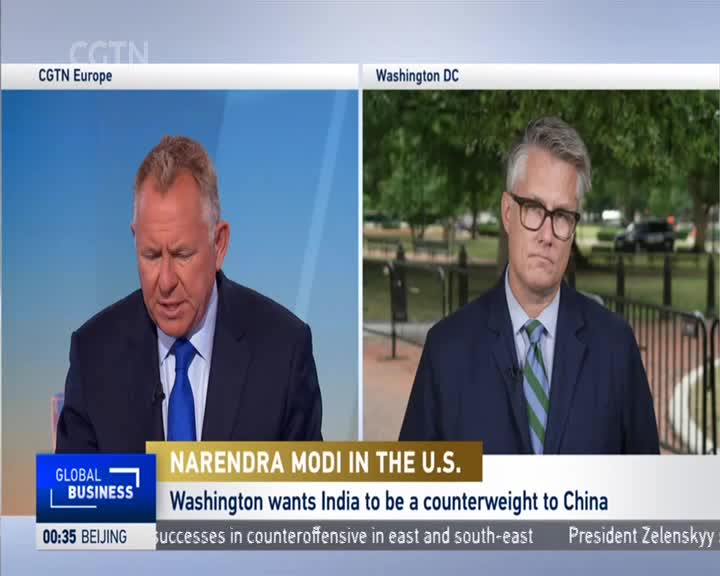 CGTN
CGTN Europe
Washington DC
NARENDRA MODI IN THE U.S.
GLOBAL
BUSINESS
Washington wants India to be a counterweight to China
00:35 BEIJING
successes in counteroffensive in east and south-east President Zelenskyy